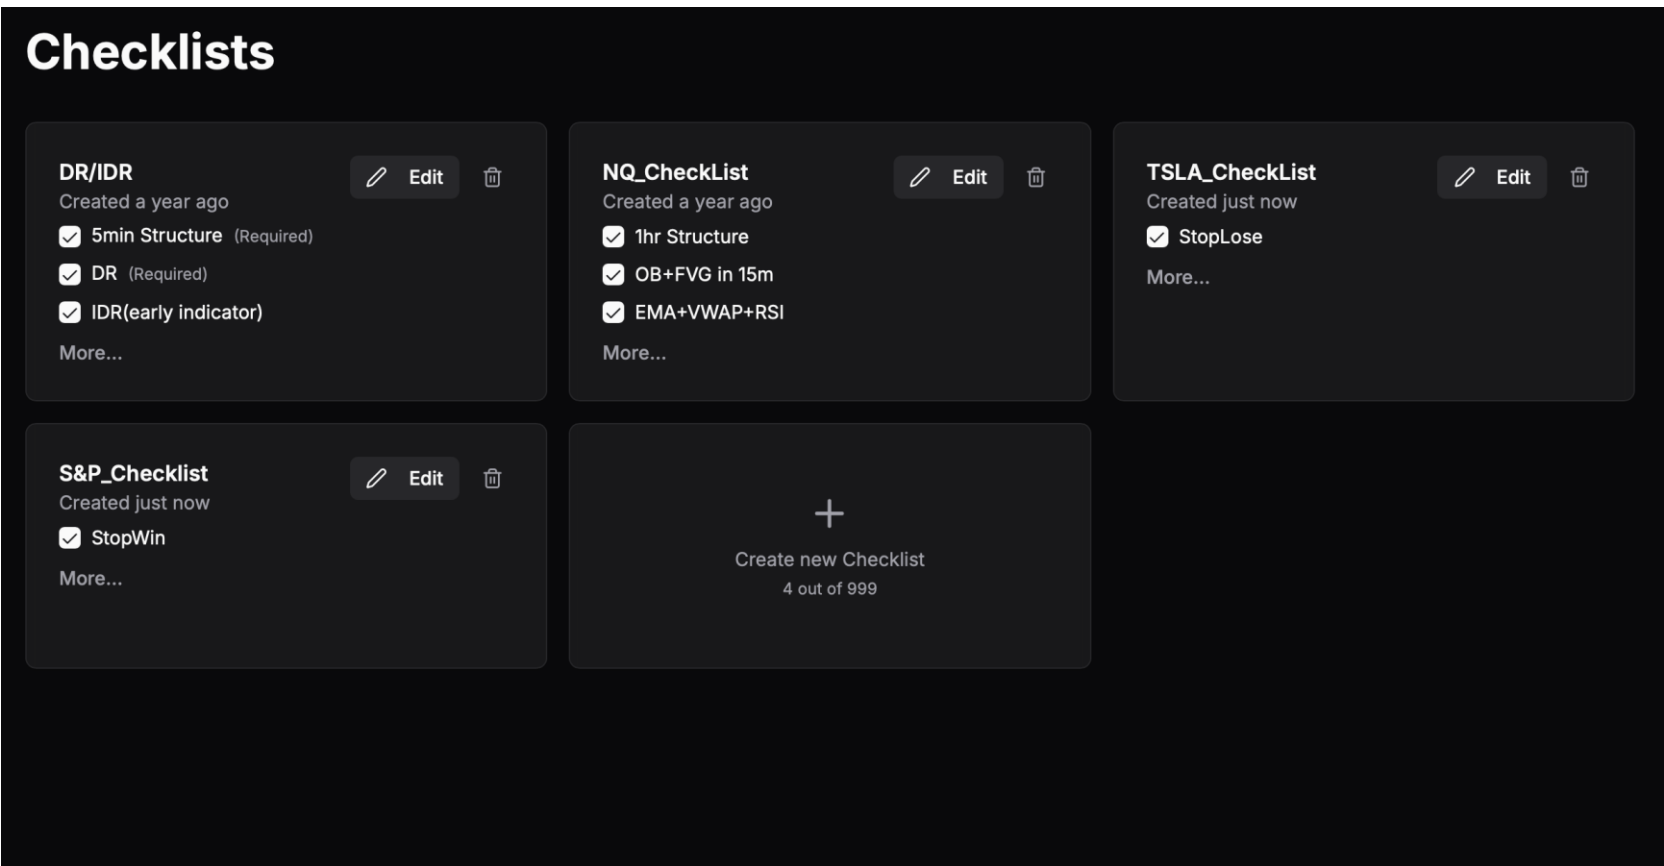 Checklists
DR/IDR
Edit
Created a year ago
5min Structure (Required)
DR (Required)
IDR(early indicator)
More...
NQ_CheckList
Edit
Created a year ago
1hr Structure
OB+FVG in 15m
EMA+VWAP+RSI
More...
TSLA_CheckList
Edit
Created just now
StopLose
More...
S&P_Checklist
Edit
Created just now
StopWin
More...
Create new Checklist
4 out of 999